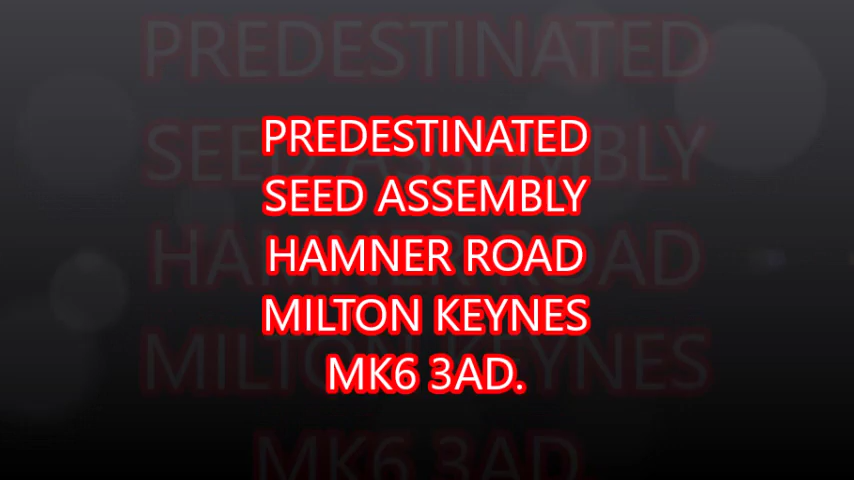 PREDESTINATED
SEED ASSEMBLY
HAMNER ROAD
MILTON KEYNES
MK6 3AD.